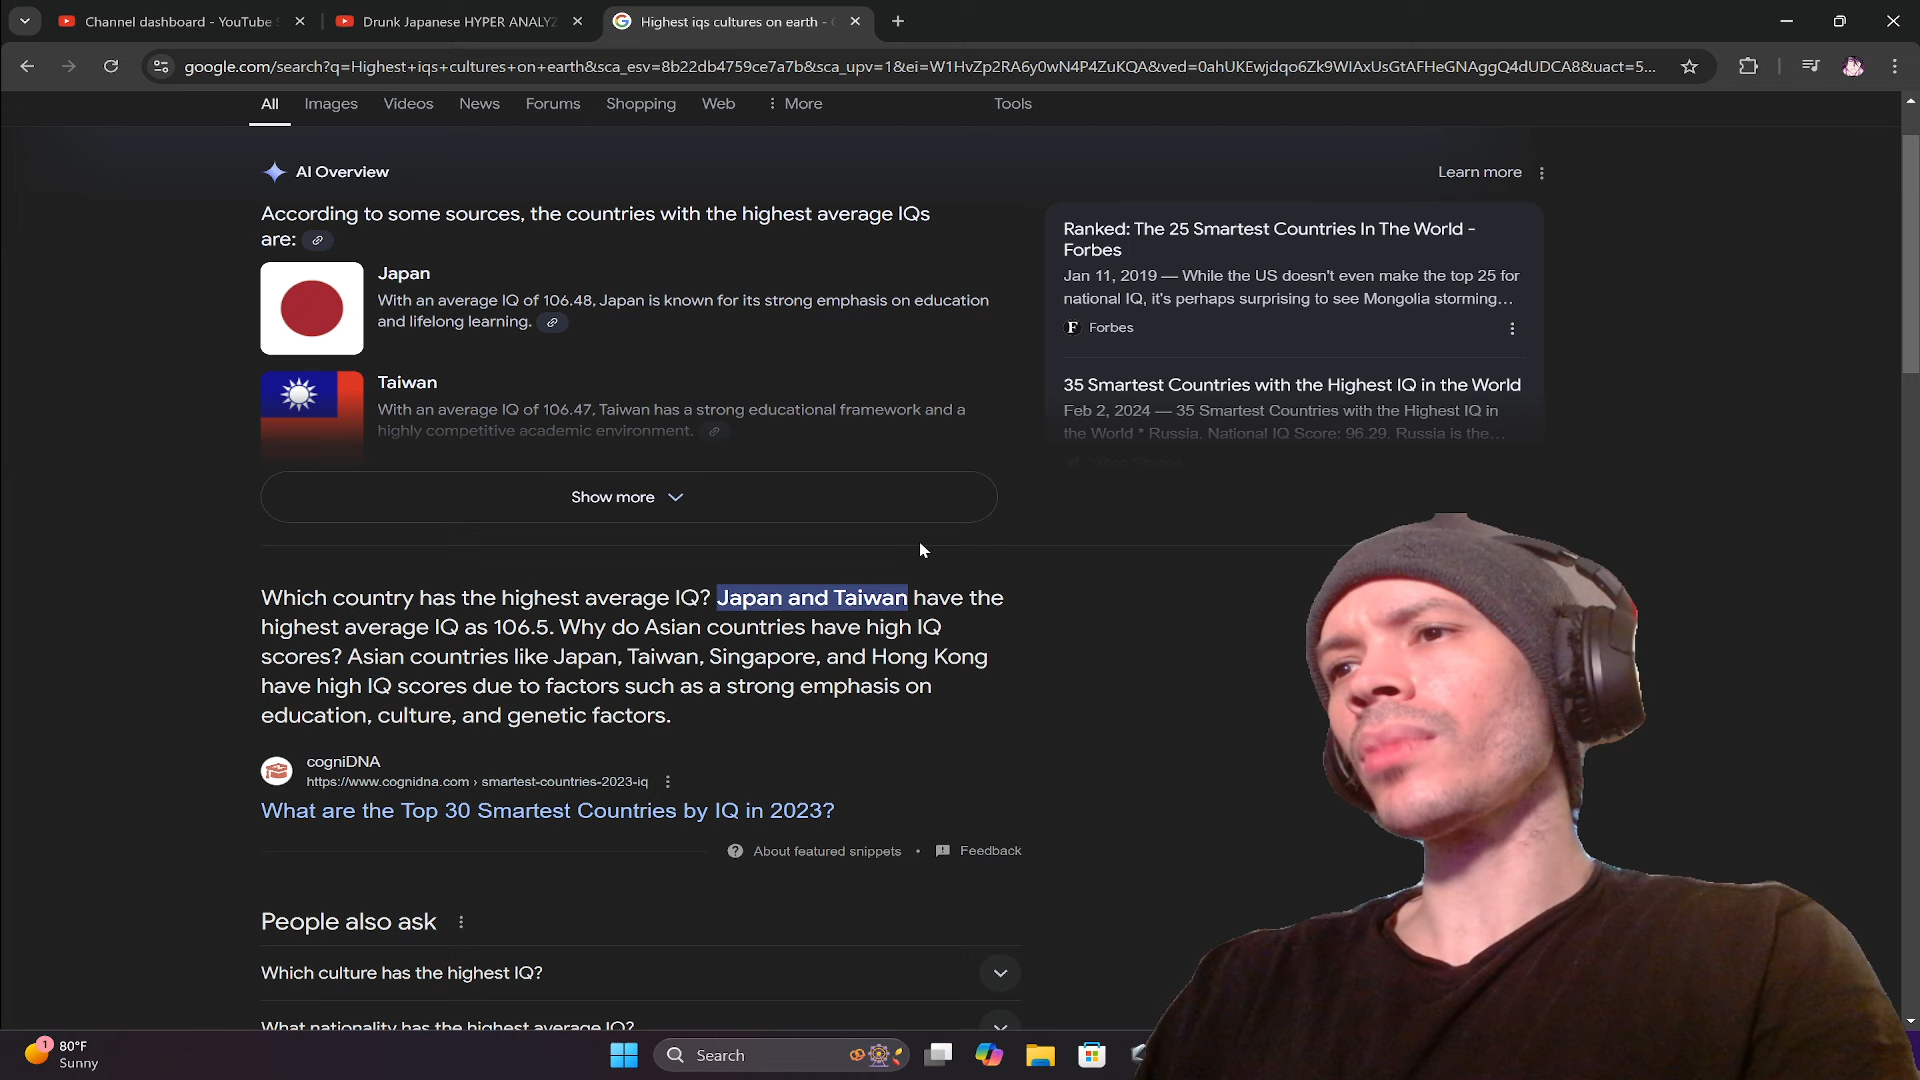 Channel dashboard - YouTube
Drunk Japanese HYPER ANALYZ
Highest iqs cultures on earth -
google.com/search?q=Highest+iqs+cultures+on+earth&sca_esv=8b22db4759ce7a7b&sca_upv=1&ei=W1HvZp2RA6y0wN4P4ZuKQA&ved=0ahUKEwjdqo6Zk9WIAxUsGtAFHeGNAggQ4dUDCA8&uact=5...
All Images Videos News Forums Shopping Web More Tools
AI Overview
Learn more
According to some sources, the countries with the highest average IQs
are:
Japan
With an average IQ of 106.48, Japan is known for its strong emphasis on education
and lifelong learning.
Taiwan
With an average IQ of 106.47, Taiwan has a strong educational framework and a
highly competitive academic environment.
Ranked: The 25 Smartest Countries In The World -
Forbes
Jan 11, 2019 — While the US doesn't even make the top 25 for
national IQ, it's perhaps surprising to see Mongolia storming...
F Forbes
35 Smartest Countries with the Highest IQ in the World
Feb 2, 2024 — 35 Smartest Countries with the Highest IQ in
the World * Russia. National IQ Score: 96.29. Russia is the...
Show more
Which country has the highest average IQ? Japan and Taiwan have the
highest average IQ as 106.5. Why do Asian countries have high IQ
scores? Asian countries like Japan, Taiwan, Singapore, and Hong Kong
have high IQ scores due to factors such as a strong emphasis on
education, culture, and genetic factors.
cogniDNA
https://www.cognidna.com › smartest-countries-2023-iq
What are the Top 30 Smartest Countries by IQ in 2023?
About featured snippets • Feedback
People also ask
Which culture has the highest IQ?
What nationality has the highest average IQ?
1
80°F
Sunny
Search